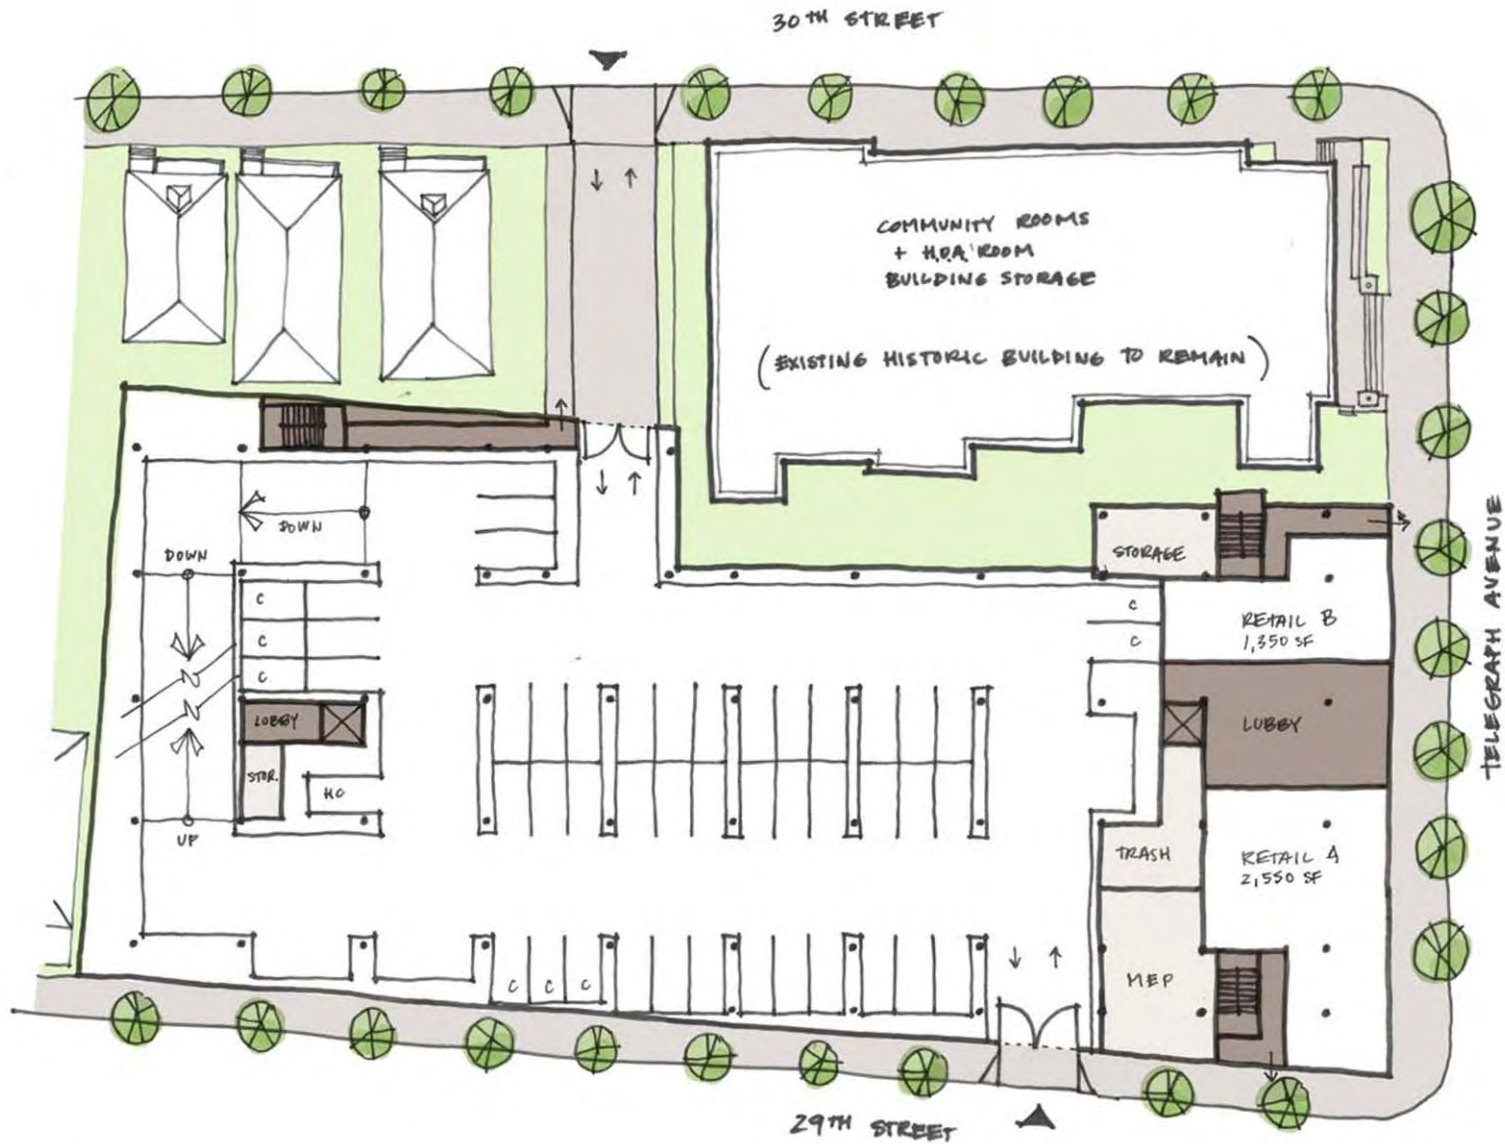 30TH STREET
COMMUNITY ROOMS
+ H.O.A. ROOM
BUILDING STORAGE
(EXISTING HISTORIC BUILDING TO REMAIN)
DOWN
DOWN
STORAGE
C
C
C
C
C
RETAIL B
1,350 SF
LOBBY
LOBBY
STOR.
HC
UP
TRASH
RETAIL A
2,550 SF
MEP
C
C
C
TELEGRAPH AVENUE
29TH STREET